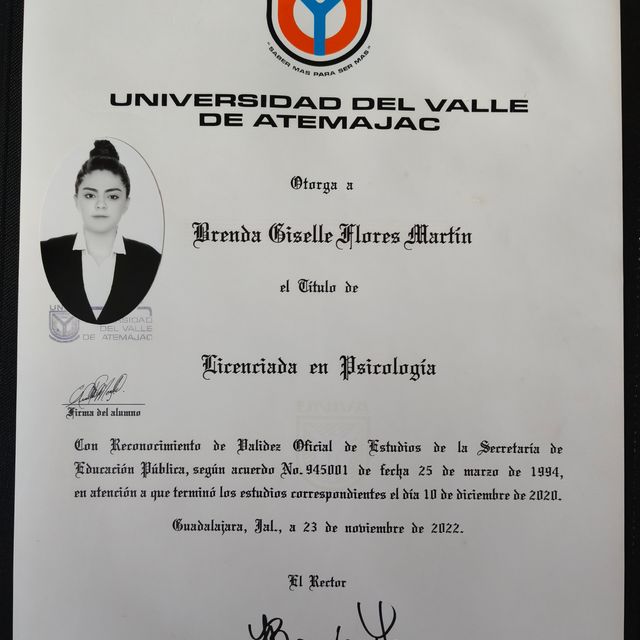 "SABER MAS PARA SER MAS"
UNIVERSIDAD DEL VALLE
DE ATEMAJAC
Otorga a
Brenda Giselle Flores Martín
el Título de
UNIVERSIDAD
DEL VALLE
DE ATEMAJAC
Licenciada en Psicología
Firma del alumno
Con Reconocimiento de Validez Oficial de Estudios de la Secretaría de
Educación Pública, según acuerdo No. 945001 de fecha 25 de marzo de 1994,
en atención a que terminó los estudios correspondientes el día 10 de diciembre de 2020.
Guadalajara, Jal., a 23 de noviembre de 2022.
El Rector